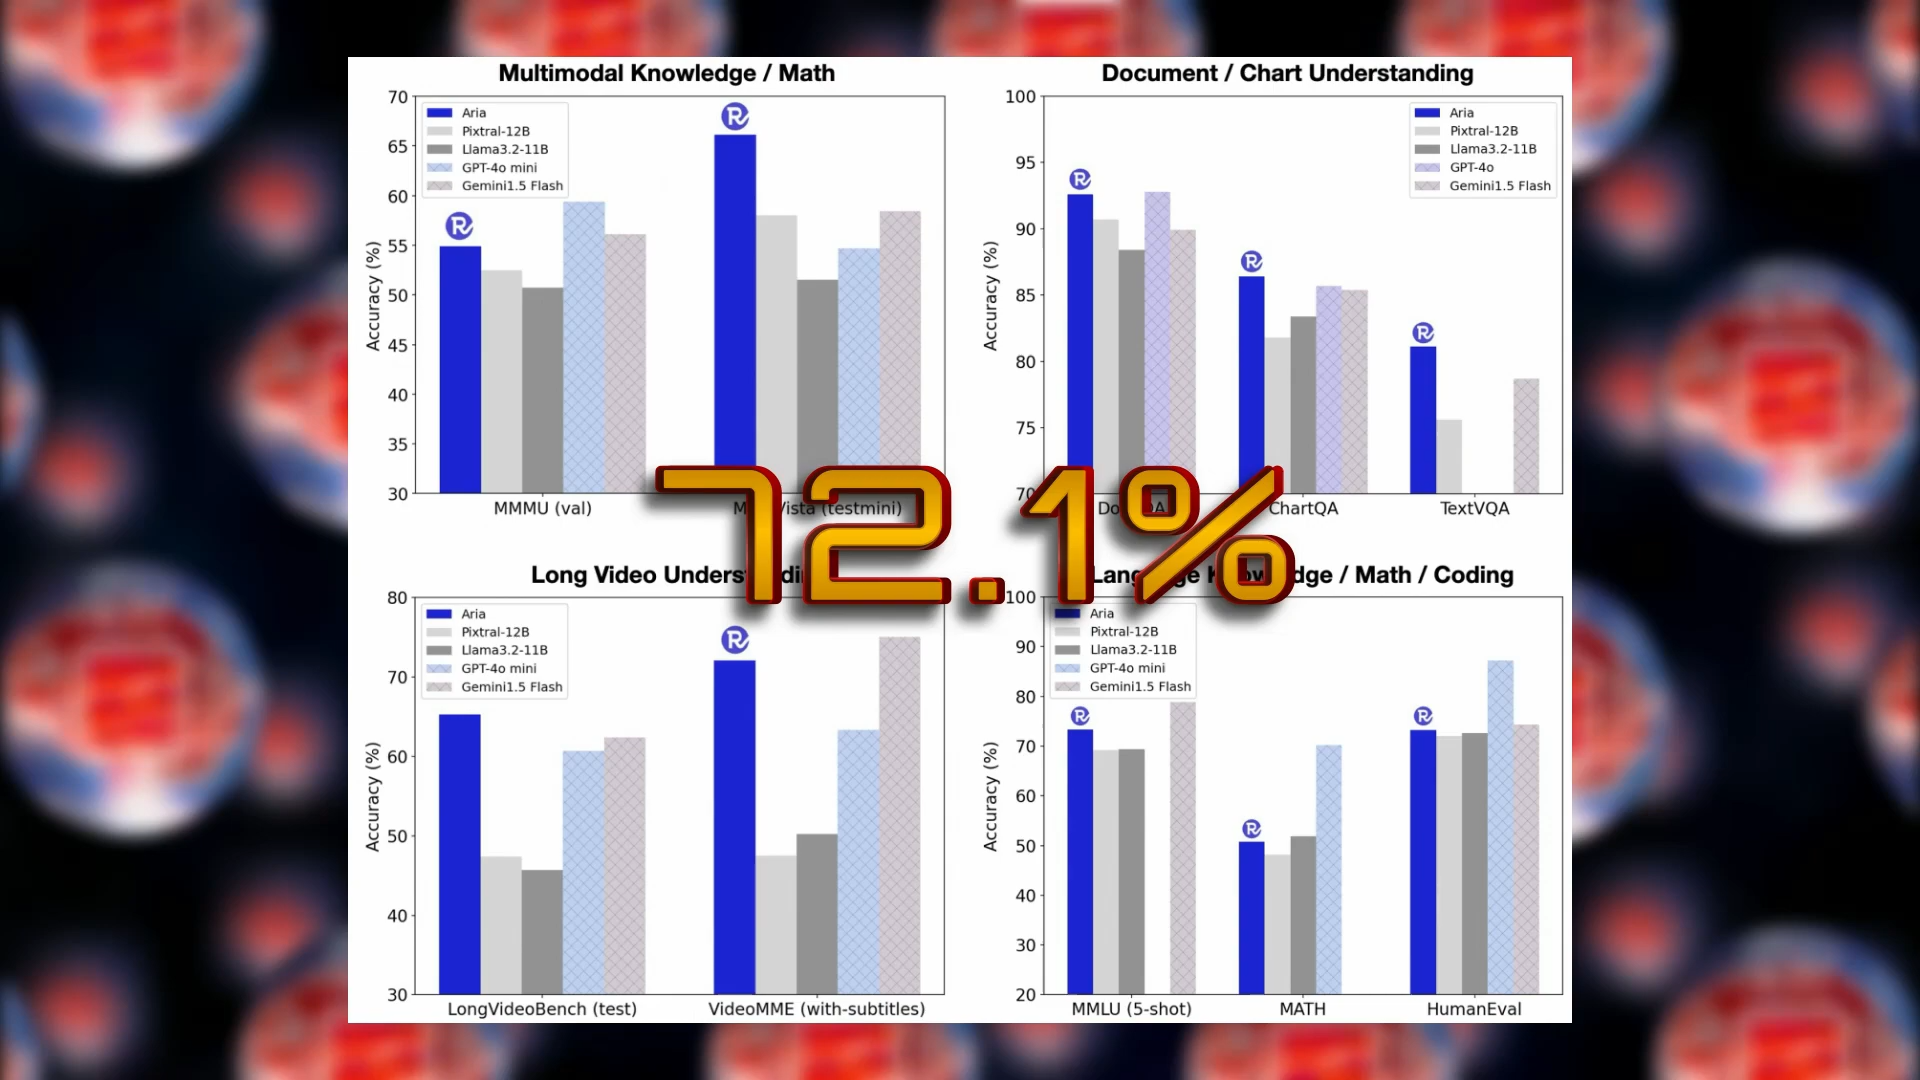 Multimodal Knowledge / Math
70
65
60
55
50
45
40
35
30
Accuracy (%)
Aria
Pixtral-12B
Llama3.2-11B
GPT-4o mini
Gemini1.5 Flash
MMMU (val)
Vista (testmini)
Document / Chart Understanding
100
95
90
85
80
75
70
Accuracy (%)
Aria
Pixtral-12B
Llama3.2-11B
GPT-4o
Gemini1.5 Flash
ChartQA
TextVQA
72.1%
Long Video
80
70
60
50
40
30
Accuracy (%)
Aria
Pixtral-12B
Llama3.2-11B
GPT-4o mini
Gemini1.5 Flash
LongVideoBench (test)
VideoMME (with-subtitles)
/ Math / Coding
100
90
80
70
60
50
40
30
20
Accuracy (%)
Aria
Pixtral-12B
Llama3.2-11B
GPT-4o mini
Gemini1.5 Flash
MMLU (5-shot)
MATH
HumanEval